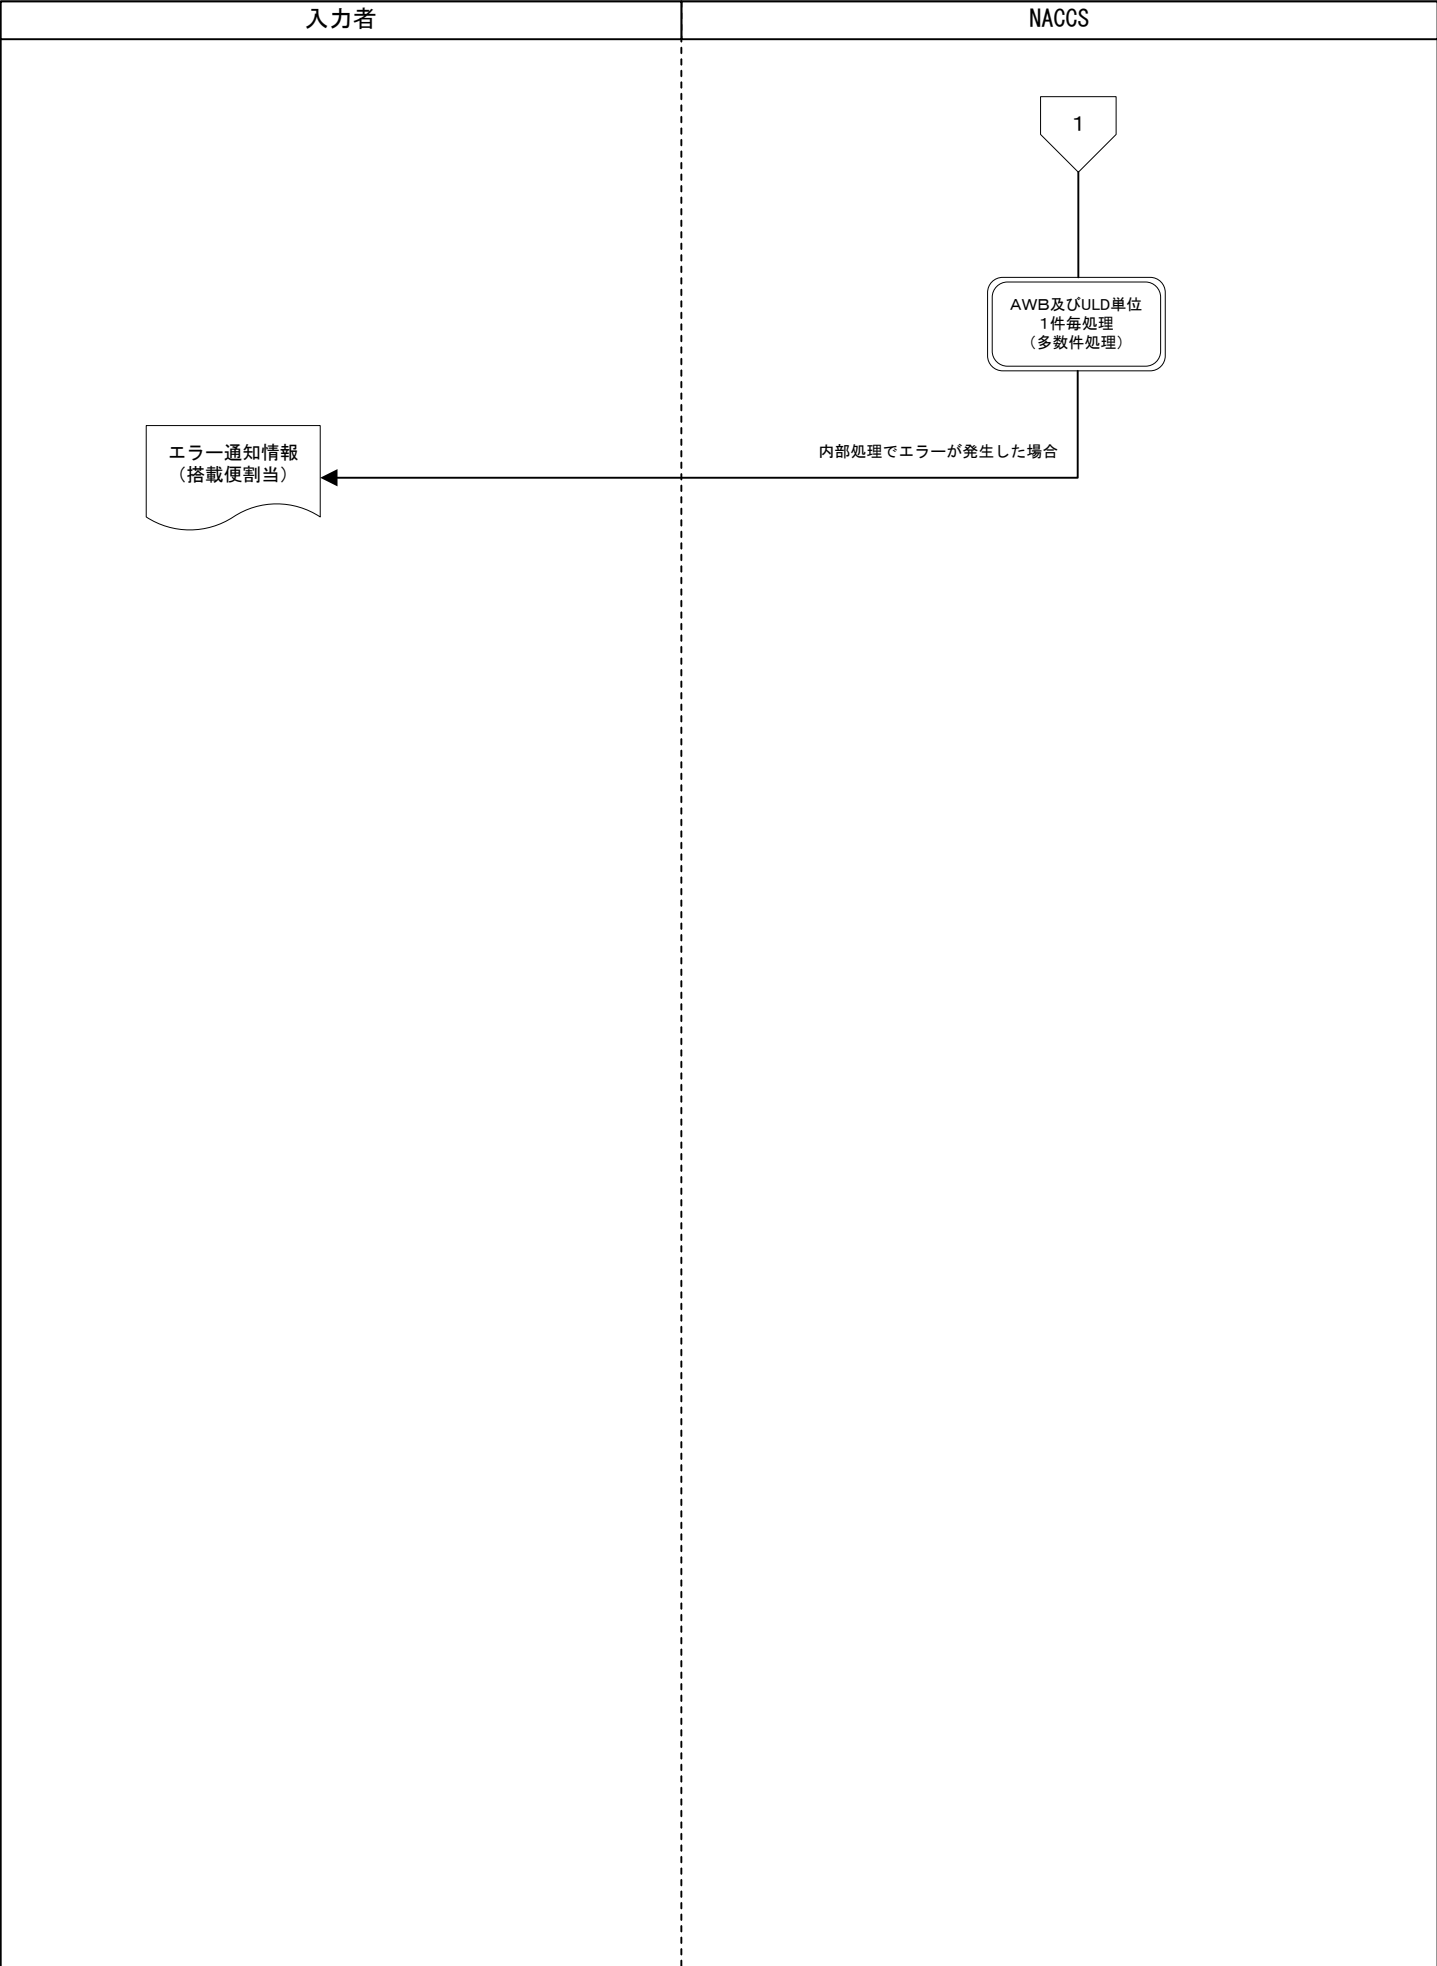 入力者
NACCS
1
AWB及びULD単位
1件毎処理
（多数件処理）
内部処理でエラーが発生した場合
エラー通知情報
（搭載便割当）